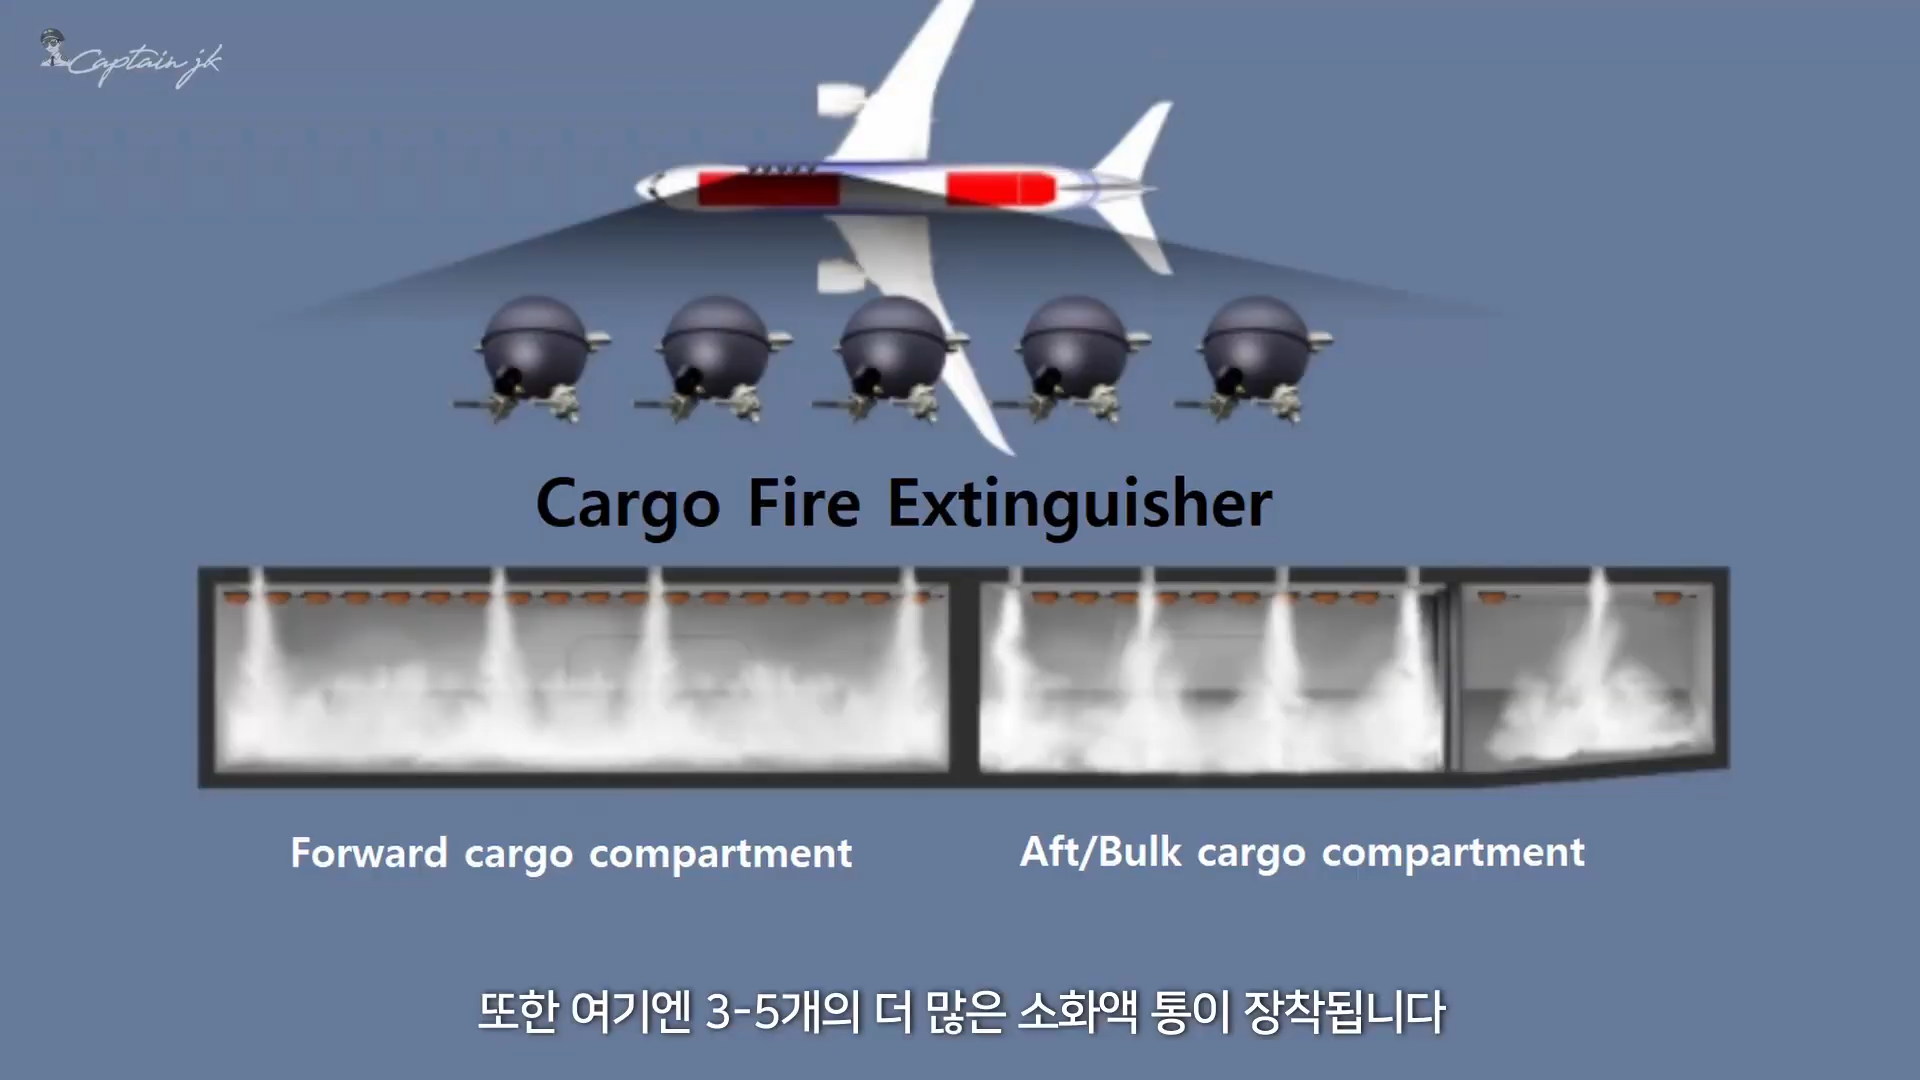 Captain jk
Cargo Fire Extinguisher
Forward cargo compartment
Aft/Bulk cargo compartment
또한 여기엔 3-5개의 더 많은 소화액 통이 장착됩니다